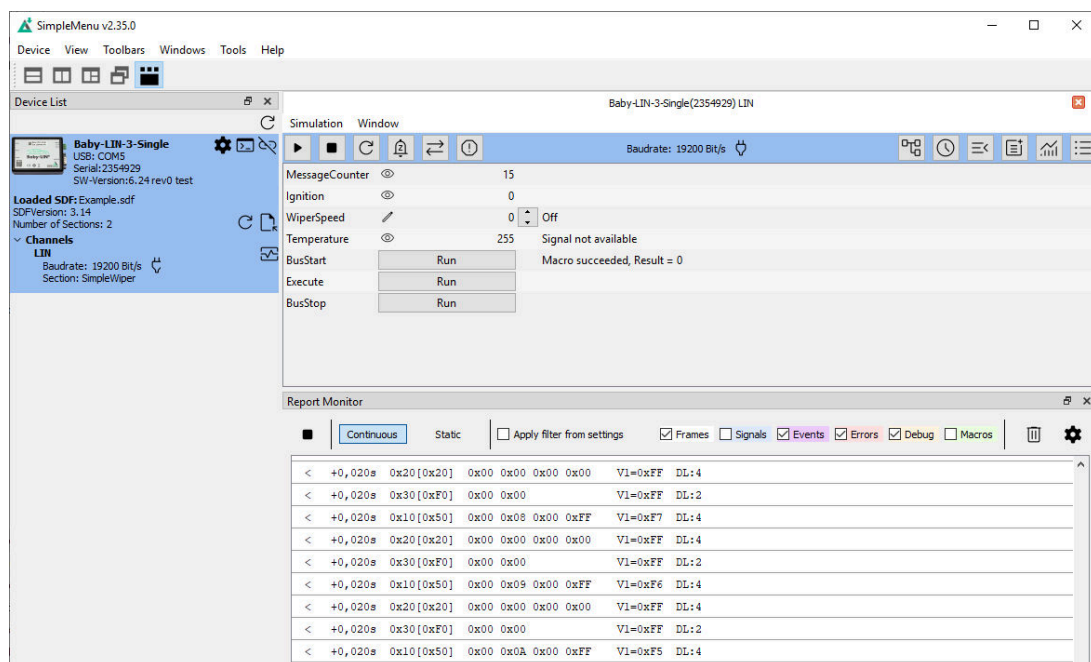 SimpleMenu v2.35.0
Device View Toolbars Windows Tools Help
Device List
Baby-LIN-3-Single
USB: COM5
Serial:2354929
SW-Version:6.24 rev0 test
Loaded SDF: Example.sdf
SDFVersion: 3.14
Number of Sections: 2
Channels
LIN
Baudrate: 19200 Bit/s
Section: SimpleWiper
Baby-LIN-3-Single(2354929) LIN
Simulation Window
Baudrate: 19200 Bit/s
MessageCounter 15
Ignition 0
WiperSpeed 0 Off
Temperature 255 Signal not available
BusStart Run Macro succeeded, Result = 0
Execute Run
BusStop Run
Report Monitor
Continuous Static Apply filter from settings Frames Signals Events Errors Debug Macros
< +0,020s 0x20[0x20] 0x00 0x00 0x00 0x00 V1=0xFF DL:4
< +0,020s 0x30[0xF0] 0x00 0x00 V1=0xFF DL:2
< +0,020s 0x10[0x50] 0x00 0x08 0x00 0xFF V1=0xF7 DL:4
< +0,020s 0x20[0x20] 0x00 0x00 0x00 0x00 V1=0xFF DL:4
< +0,020s 0x30[0xF0] 0x00 0x00 V1=0xFF DL:2
< +0,020s 0x10[0x50] 0x00 0x09 0x00 0xFF V1=0xF6 DL:4
< +0,020s 0x20[0x20] 0x00 0x00 0x00 0x00 V1=0xFF DL:4
< +0,020s 0x30[0xF0] 0x00 0x00 V1=0xFF DL:2
< +0,020s 0x10[0x50] 0x00 0x0A 0x00 0xFF V1=0xF5 DL:4